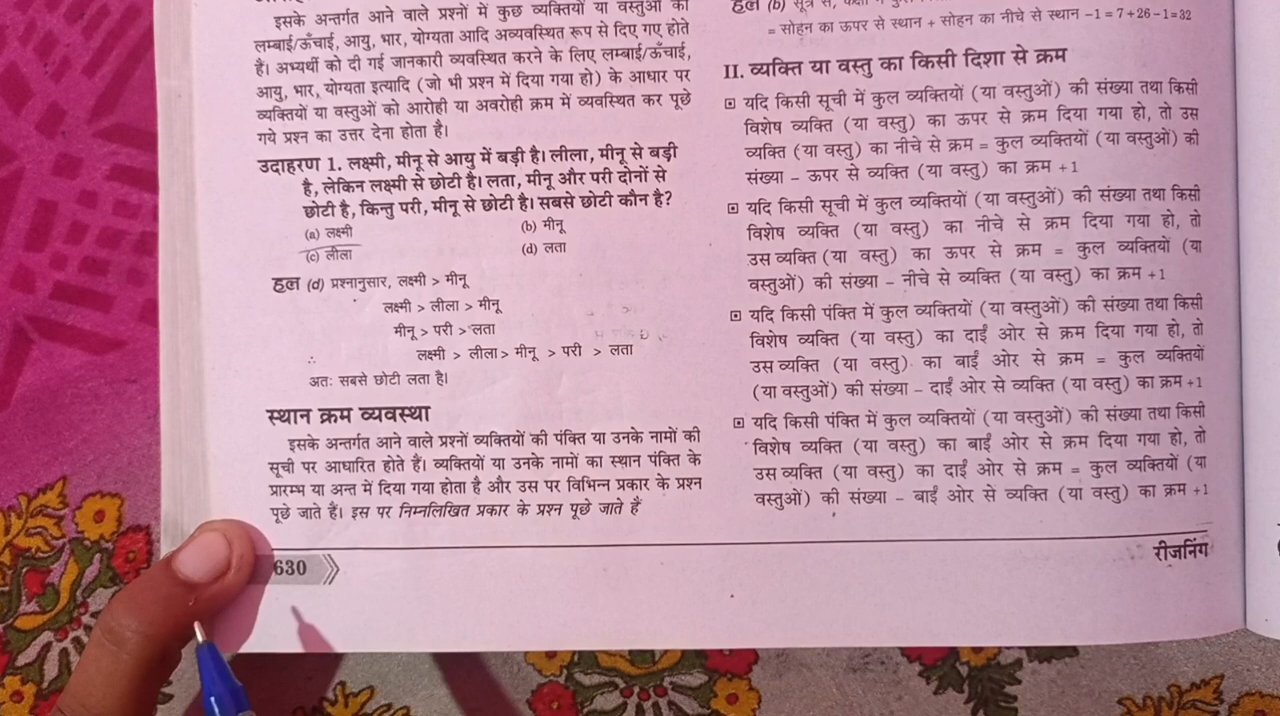 इसके अन्तर्गत आने वाले प्रश्नों में कुछ व्यक्तियों या वस्तुओं की
लम्बाई/ऊँचाई, आयु, भार, योग्यता आदि अव्यवस्थित रूप से दिए गए होते
हैं। अभ्यर्थी को दी गई जानकारी व्यवस्थित करने के लिए लम्बाई/ऊँचाई,
आयु, भार, योग्यता इत्यादि (जो भी प्रश्न में दिया गया हो) के आधार पर
व्यक्तियों या वस्तुओं को आरोही या अवरोही क्रम में व्यवस्थित कर पूछे
गये प्रश्न का उत्तर देना होता है।
उदाहरण 1. लक्ष्मी, मीनू से आयु में बड़ी है। लीला, मीनू से बड़ी
है, लेकिन लक्ष्मी से छोटी है। लता, मीनू और परी दोनों से
छोटी है, किन्तु परी, मीनू से छोटी है। सबसे छोटी कौन है?
(a) लक्ष्मी (b) मीनू
(c) लीला (d) लता
हल (d) प्रश्नानुसार, लक्ष्मी > मीनू
लक्ष्मी > लीला > मीनू
मीनू > परी > लता
∴ लक्ष्मी > लीला > मीनू > परी > लता
अतः सबसे छोटी लता है।
स्थान क्रम व्यवस्था
इसके अन्तर्गत आने वाले प्रश्नों व्यक्तियों की पंक्ति या उनके नामों की
सूची पर आधारित होते हैं। व्यक्तियों या उनके नामों का स्थान पंक्ति के
प्रारम्भ या अन्त में दिया गया होता है और उस पर विभिन्न प्रकार के प्रश्न
पूछे जाते हैं। इस पर निम्नलिखित प्रकार के प्रश्न पूछे जाते हैं
630
हल (b) सूत्र से,
= सोहन का ऊपर से स्थान + सोहन का नीचे से स्थान -1 = 7 + 26 - 1 = 32
II. व्यक्ति या वस्तु का किसी दिशा से क्रम
यदि किसी सूची में कुल व्यक्तियों (या वस्तुओं) की संख्या तथा किसी
विशेष व्यक्ति (या वस्तु) का ऊपर से क्रम दिया गया हो, तो उस
व्यक्ति (या वस्तु) का नीचे से क्रम = कुल व्यक्तियों (या वस्तुओं) की
संख्या – ऊपर से व्यक्ति (या वस्तु) का क्रम +1
यदि किसी सूची में कुल व्यक्तियों (या वस्तुओं) की संख्या तथा किसी
विशेष व्यक्ति (या वस्तु) का नीचे से क्रम दिया गया हो, तो
उस व्यक्ति (या वस्तु) का ऊपर से क्रम = कुल व्यक्तियों (या
वस्तुओं) की संख्या – नीचे से व्यक्ति (या वस्तु) का क्रम +1
यदि किसी पंक्ति में कुल व्यक्तियों (या वस्तुओं) की संख्या तथा किसी
विशेष व्यक्ति (या वस्तु) का दाईं ओर से क्रम दिया गया हो, तो
उस व्यक्ति (या वस्तु) का बाईं ओर से क्रम = कुल व्यक्तियों
(या वस्तुओं) की संख्या – दाईं ओर से व्यक्ति (या वस्तु) का क्रम +1
यदि किसी पंक्ति में कुल व्यक्तियों (या वस्तुओं) की संख्या तथा किसी
विशेष व्यक्ति (या वस्तु) का बाईं ओर से क्रम दिया गया हो, तो
उस व्यक्ति (या वस्तु) का दाईं ओर से क्रम = कुल व्यक्तियों (या
वस्तुओं) की संख्या – बाईं ओर से व्यक्ति (या वस्तु) का क्रम +1
रीजनिंग